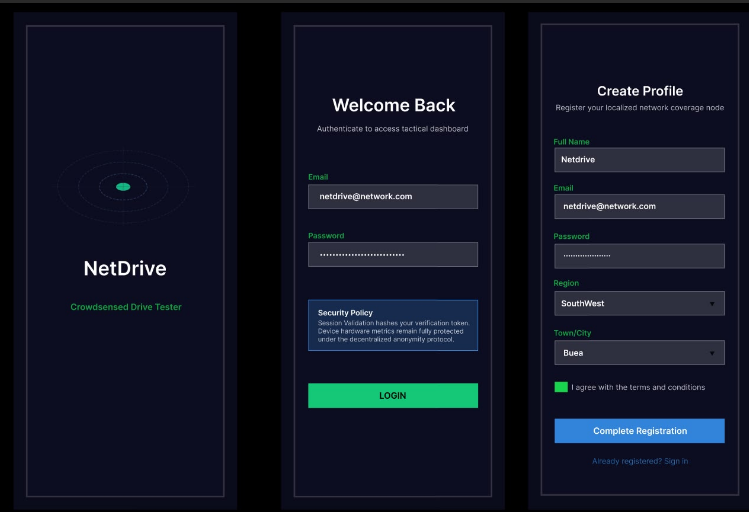 NetDrive
Crowdsensed Drive Tester
Welcome Back
Authenticate to access tactical dashboard
Email
netdrive@network.com
Password
Security Policy
Session Validation hashes your verification token.
Device hardware metrics remain fully protected
under the decentralized anonymity protocol.
LOGIN
Create Profile
Register your localized network coverage node
Full Name
Netdrive
Email
netdrive@network.com
Password
Region
SouthWest
Town/City
Buea
I agree with the terms and conditions
Complete Registration
Already registered? Sign in